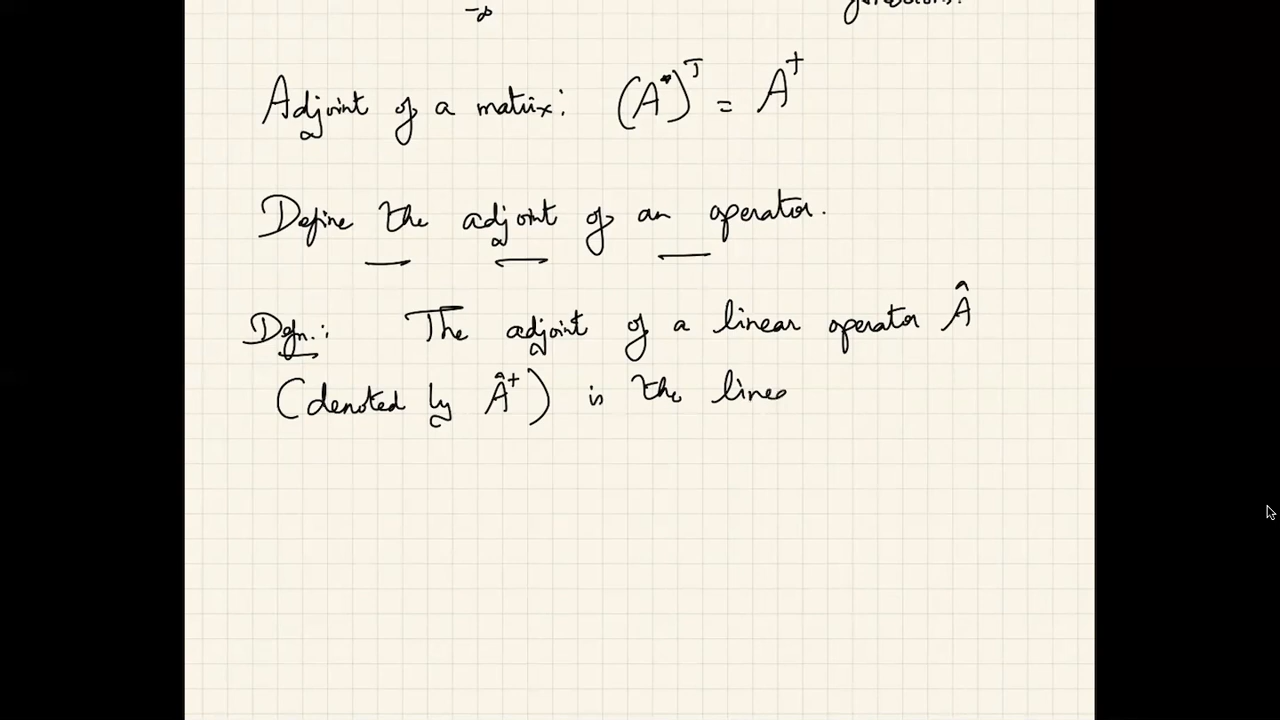 -∞
Adjoint of a matrix: (A*)ᵀ = A†
Define the adjoint of an operator.
Defn.: The adjoint of a linear operator Â
(denoted by Â†) is the linea